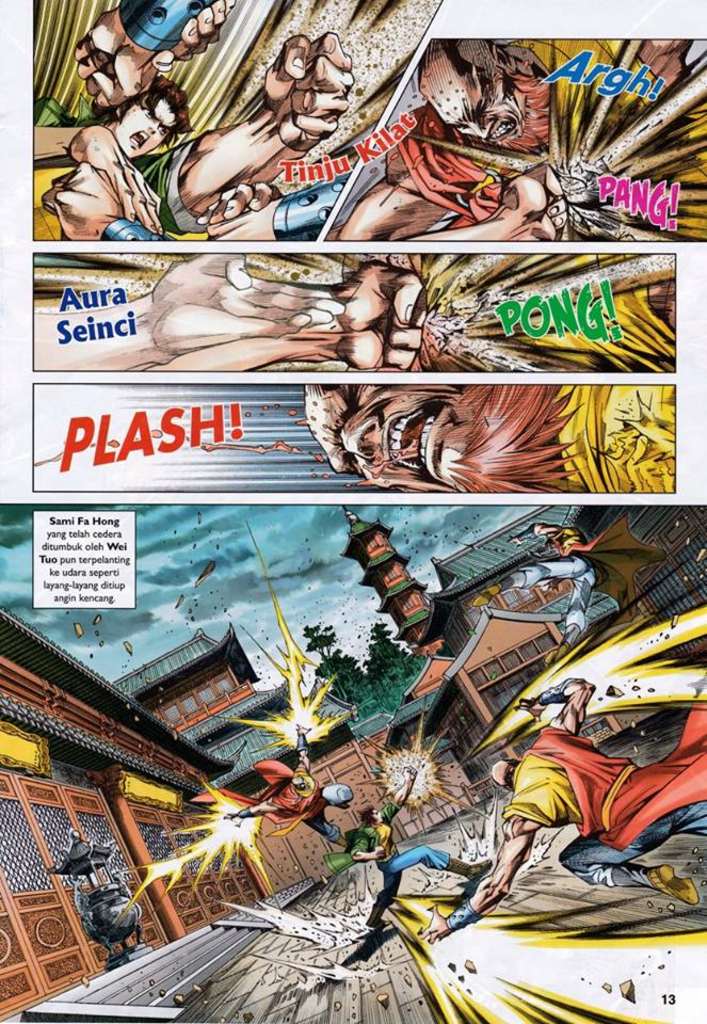 Tinju Kilat
Argh!
PANG!
Aura
Seinci
PONG!
PLASH!
Sami Fa Hong
yang telah cedera
ditumbuk oleh Wei
Tuo pun terpelanting
ke udara seperti
layang-layang ditiup
angin kencang.
13